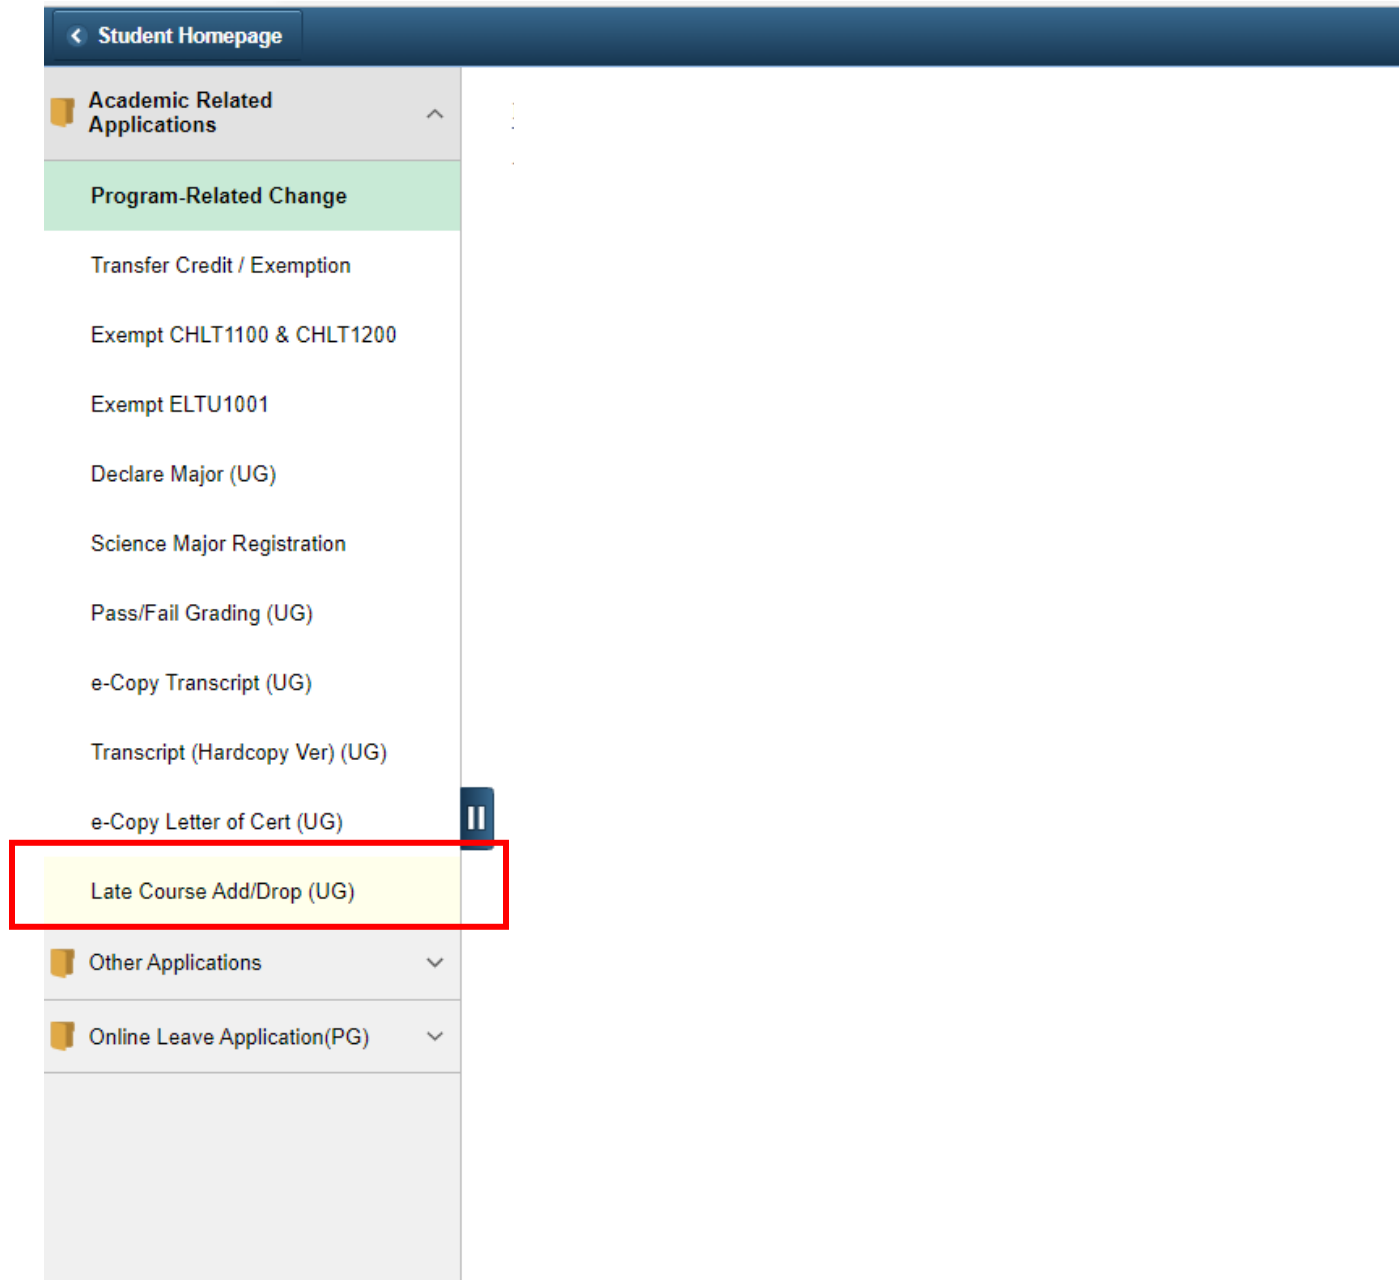 Student Homepage
Academic Related
Applications
Program-Related Change
Transfer Credit / Exemption
Exempt CHLT1100 & CHLT1200
Exempt ELTU1001
Declare Major (UG)
Science Major Registration
Pass/Fail Grading (UG)
e-Copy Transcript (UG)
Transcript (Hardcopy Ver) (UG)
e-Copy Letter of Cert (UG)
Late Course Add/Drop (UG)
Other Applications
Online Leave Application(PG)